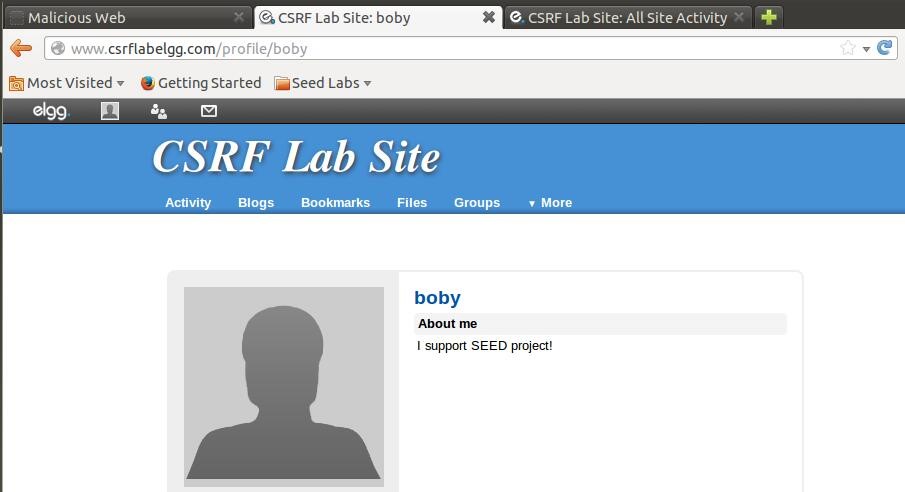 Malicious Web CSRF Lab Site: boby CSRF Lab Site: All Site Activity
www.csrflabelgg.com/profile/boby
Most Visited Getting Started Seed Labs
elgg.
CSRF Lab Site
Activity Blogs Bookmarks Files Groups More
boby
About me
I support SEED project!